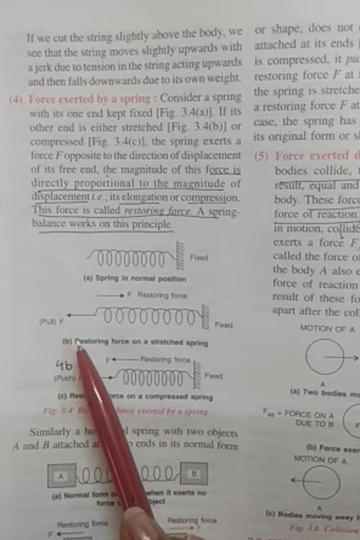 If we cut the string slightly above the body, we
see that the string moves slightly upwards with
a jerk due to tension in the string acting upwards
and then falls downwards due to its own weight.
(4) Force exerted by a spring : Consider a spring
with its one end kept fixed [Fig. 3.4(a)]. If its
other end is either stretched [Fig. 3.4(b)] or
compressed [Fig. 3.4(c)], the spring exerts a
force F opposite to the direction of displacement
of its free end, the magnitude of this force is
directly proportional to the magnitude of
displacement i.e., its elongation or compression.
This force is called restoring force. A spring-
balance works on this principle.
Fixed
(a) Spring in normal position
F Restoring force
(Pull) F
Fixed
(b) Restoring force on a stretched spring
4b
F Restoring force
(Push) F
Fixed
(c) force on a compressed spring
Fig. 3.4 force exerted by a spring
Similarly a spring with two objects
A and B attached ends in its normal form
A
B
(a) Normal form when it exerts no
force object
Restoring force
Restoring force
F
F
or shape, does not
attached at its ends
is compressed, it
restoring force F at
the spring is stretche
a restoring force F at
case, the spring has
its original form or
(5) Force exerted d
bodies collide,
result, equal and
body. These force
force of reaction
in motion, collide
exerts a force F
called the force o
the body A also e
force of reaction
result of these fo
apart after the coll
MOTION OF A
A
(a) Two bodies mo
FAB = FORCE ON A
DUE TO B
(b) Force exer
MOTION OF A
A
(c) Bodies moving away
Fig. 3.6 Collision